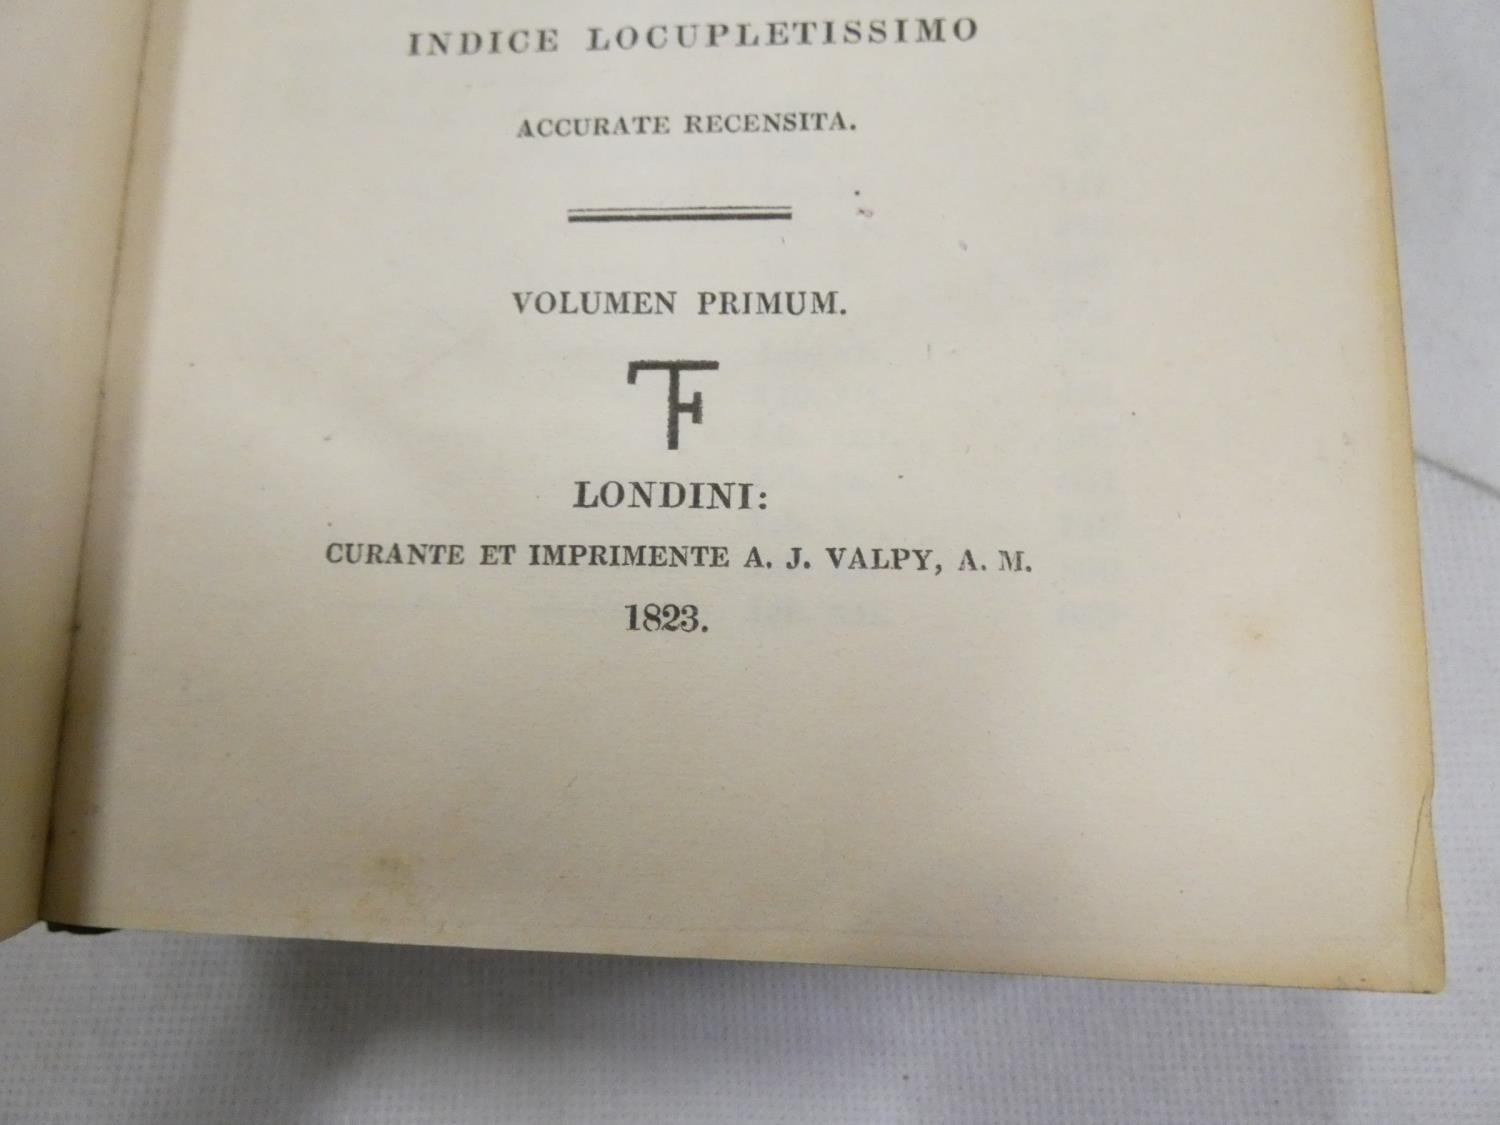 INDICE LOCUPLETISSIMO
ACCURATE RECENSITA.
VOLUMEN PRIMUM.
LONDINI:
CURANTE ET IMPRIMENTE A. J. VALPY, A. M.
1823.